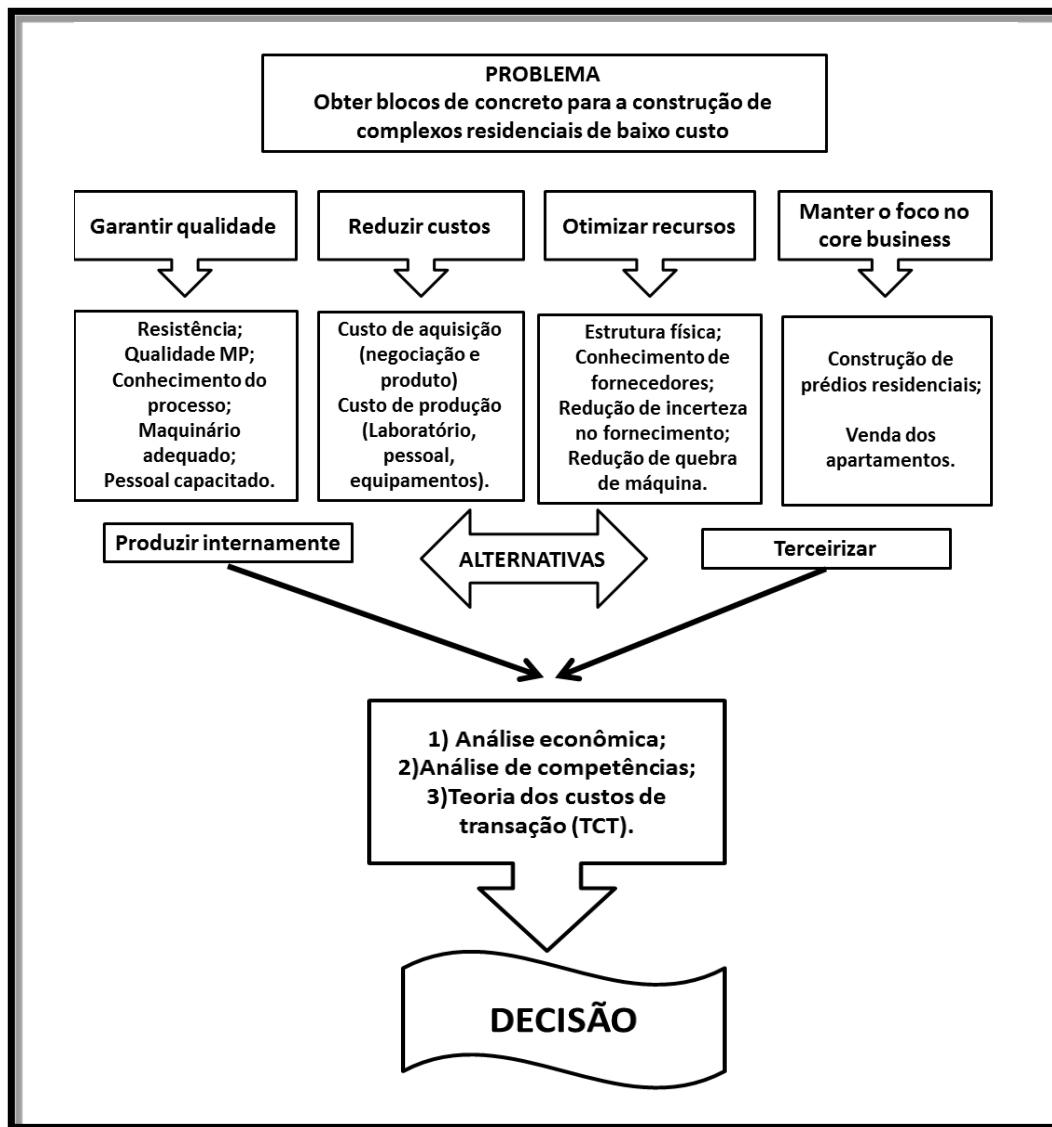 PROBLEMA
Obter blocos de concreto para a construção de
complexos residenciais de baixo custo
Garantir qualidade
Reduzir custos
Otimizar recursos
Manter o foco no
core business
Resistência;
Qualidade MP;
Conhecimento do
processo;
Maquinário
adequado;
Pessoal capacitado.
Custo de aquisição
(negociação e
produto)
Custo de produção
(Laboratório,
pessoal,
equipamentos).
Estrutura física;
Conhecimento de
fornecedores;
Redução de incerteza
no fornecimento;
Redução de quebra
de máquina.
Construção de
prédios residenciais;
Venda dos
apartamentos.
Produzir internamente
ALTERNATIVAS
Terceirizar
1) Análise econômica;
2)Análise de competências;
3)Teoria dos custos de
transação (TCT).
DECISÃO